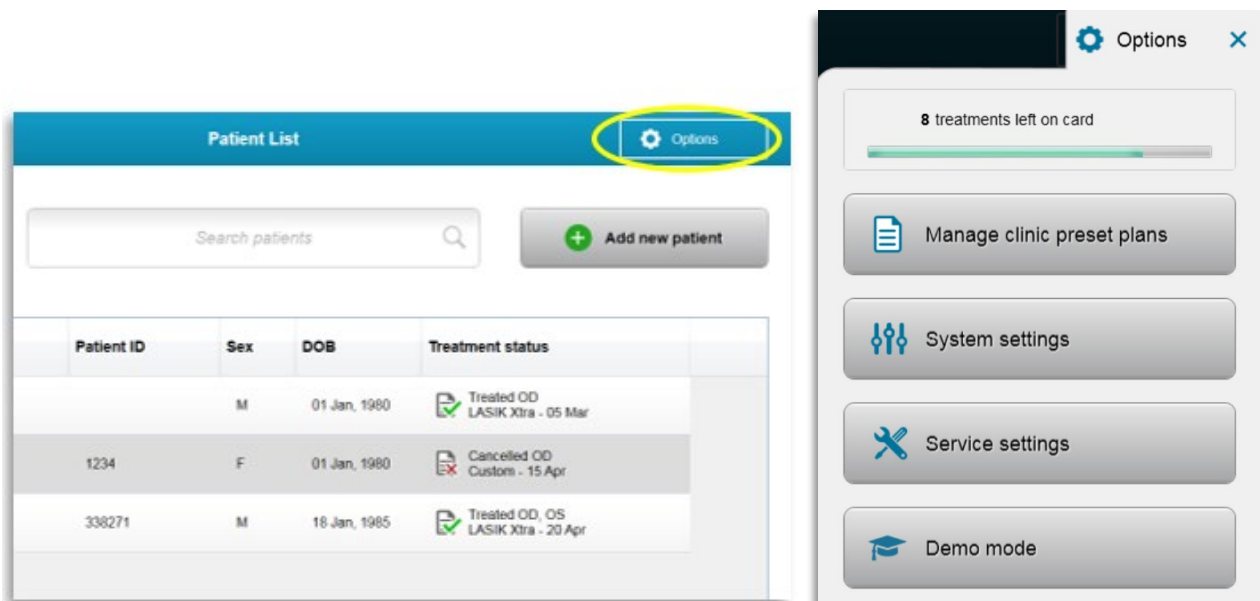 Patient List
Options
Search patients
Add new patient
Patient ID Sex DOB Treatment status
M 01 Jan, 1980 Treated OD
LASIK Xtra - 05 Mar
1234 F 01 Jan, 1980 Cancelled OD
Custom - 15 Apr
338271 M 18 Jan, 1985 Treated OD, OS
LASIK Xtra - 20 Apr
Options
8 treatments left on card
Manage clinic preset plans
System settings
Service settings
Demo mode